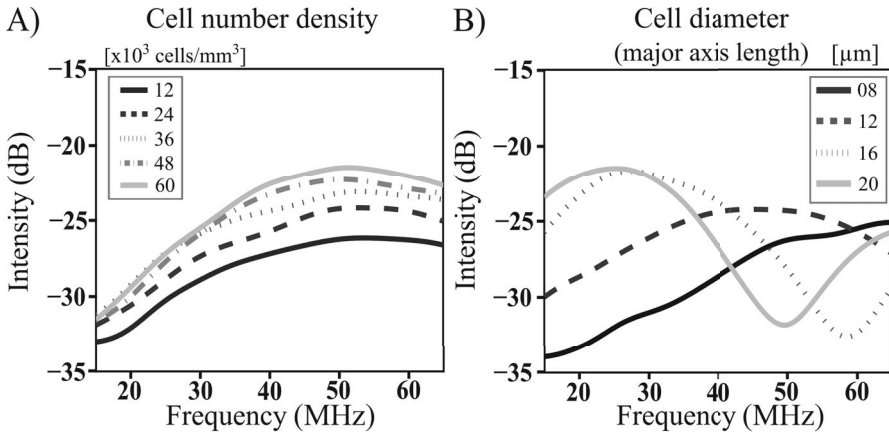 A)
Cell number density
[x10³ cells/mm³]
12
24
36
48
60
−15
−20
−25
−30
−35
Intensity (dB)
20 30 40 50 60
Frequency (MHz)
B)
Cell diameter
(major axis length) [µm]
08
12
16
20
−15
−20
−25
−30
−35
Intensity (dB)
20 30 40 50 60
Frequency (MHz)